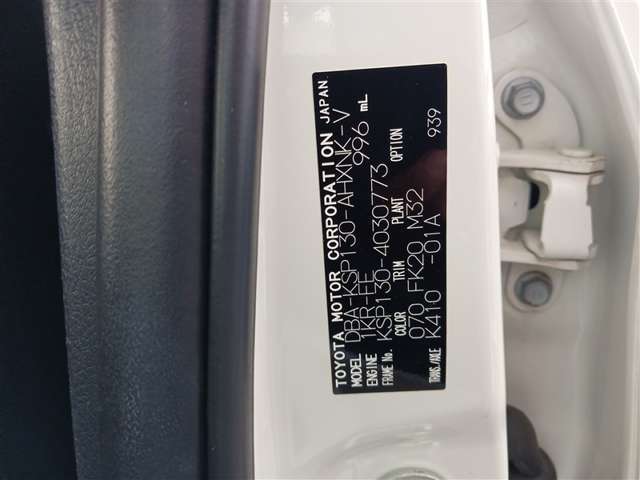 TOYOTA MOTOR CORPORATION JAPAN
MODEL DBA-KSP130-AHXNK-V
ENGINE 1KR-FE 996 mL
FRAME No. KSP130-4030773
COLOR TRIM PLANT OPTION
070 FK20 M32
TRANS./AXLE K410 -01A 939